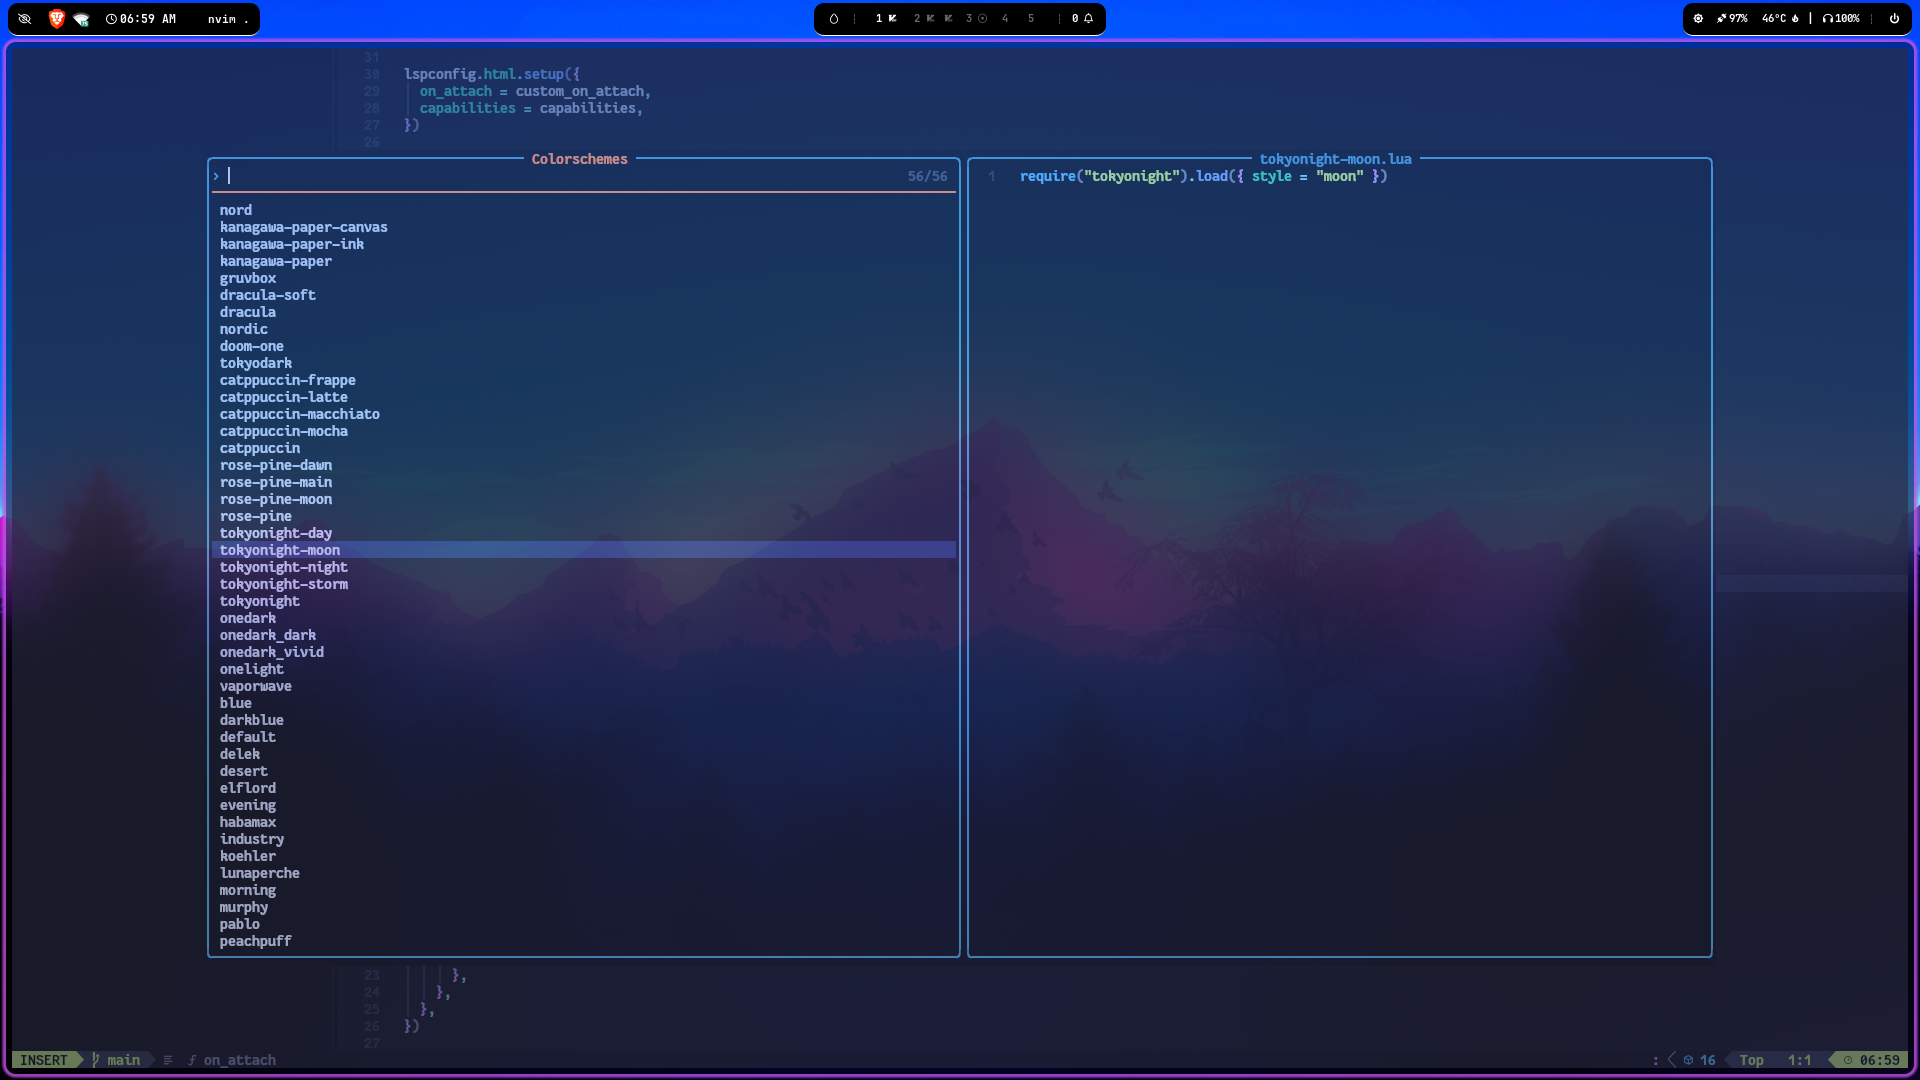 06:59 AM nvim .
1 2 3 4 5 0
97% 46°C 100%
31
30 lspconfig.html.setup({
29 on_attach = custom_on_attach,
28 capabilities = capabilities,
27 })
26
Colorschemes
> 56/56
nord
kanagawa-paper-canvas
kanagawa-paper-ink
kanagawa-paper
gruvbox
dracula-soft
dracula
nordic
doom-one
tokyodark
catppuccin-frappe
catppuccin-latte
catppuccin-macchiato
catppuccin-mocha
catppuccin
rose-pine-dawn
rose-pine-main
rose-pine-moon
rose-pine
tokyonight-day
tokyonight-moon
tokyonight-night
tokyonight-storm
tokyonight
onedark
onedark_dark
onedark_vivid
onelight
vaporwave
blue
darkblue
default
delek
desert
elflord
evening
habamax
industry
koehler
lunaperche
morning
murphy
pablo
peachpuff
tokyonight-moon.lua
1 require("tokyonight").load({ style = "moon" })
23 },
24 },
25 },
26 })
27
INSERT main ƒ on_attach : 16 Top 1:1 06:59